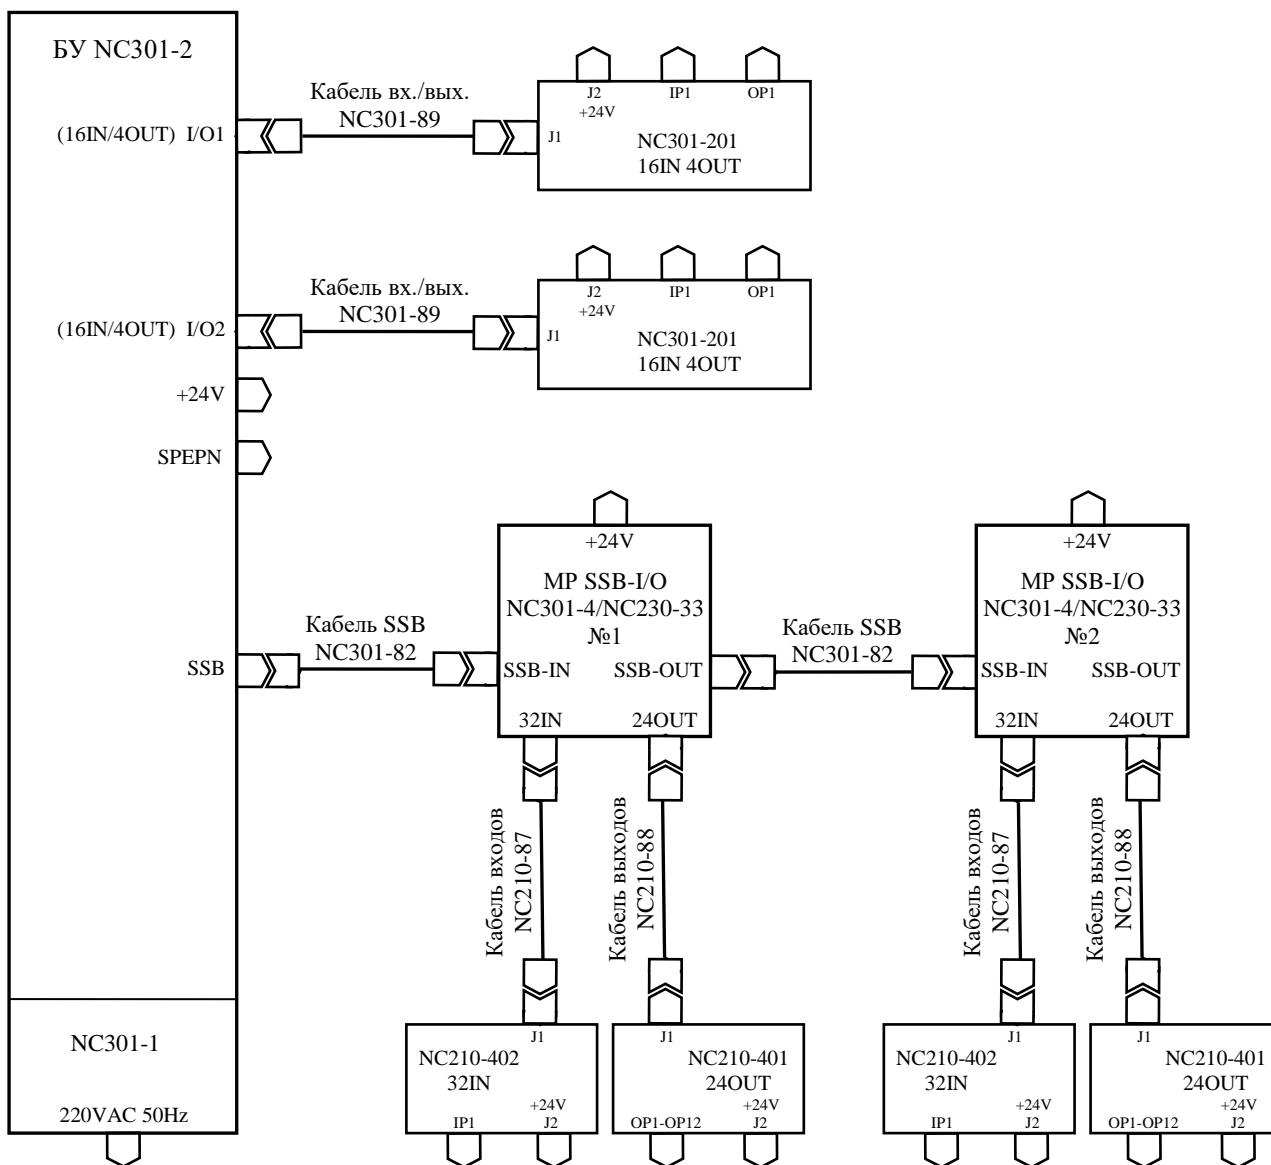 БУ NC301-2
(16IN/4OUT) I/O1
Кабель вх./вых.
NC301-89
J1
J2
+24V
IP1
OP1
NC301-201
16IN 4OUT
(16IN/4OUT) I/O2
Кабель вх./вых.
NC301-89
J1
J2
+24V
IP1
OP1
NC301-201
16IN 4OUT
+24V
SPEPN
SSB
Кабель SSB
NC301-82
+24V
МР SSB-I/O
NC301-4/NC230-33
№1
SSB-IN
SSB-OUT
32IN
24OUT
Кабель SSB
NC301-82
+24V
МР SSB-I/O
NC301-4/NC230-33
№2
SSB-IN
SSB-OUT
32IN
24OUT
Кабель входов
NC210-87
Кабель выходов
NC210-88
Кабель входов
NC210-87
Кабель выходов
NC210-88
NC301-1
220VAC 50Hz
J1
NC210-402
32IN
IP1
+24V
J2
J1
NC210-401
24OUT
OP1-OP12
+24V
J2
J1
NC210-402
32IN
IP1
+24V
J2
J1
NC210-401
24OUT
OP1-OP12
+24V
J2